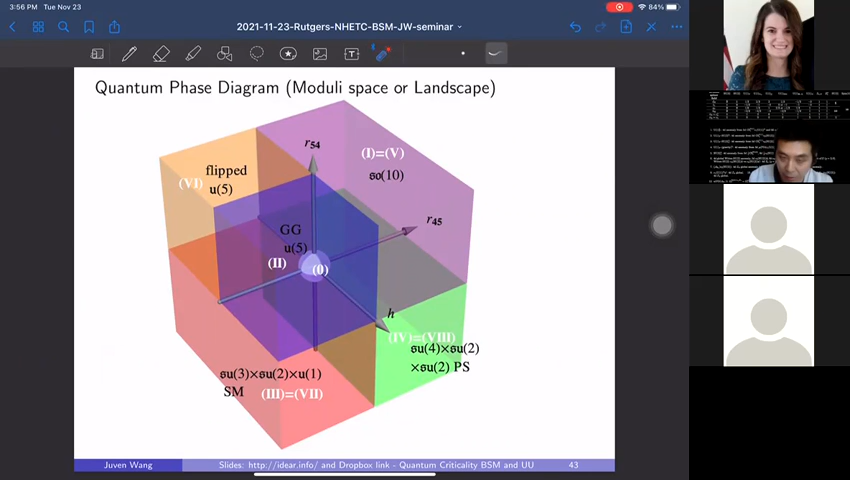 3:56 PM Tue Nov 23
84%
2021-11-23-Rutgers-NHETC-BSM-JW-seminar
Quantum Phase Diagram (Moduli space or Landscape)
r54
(I)=(V)
flipped
(VI)
𝔰𝔬(10)
u(5)
r45
GG
u(5)
(II)
(0)
h
(IV)=(VIII)
𝔰𝔲(4)×𝔰𝔲(2)
×𝔰𝔲(2) PS
𝔰𝔲(3)×𝔰𝔲(2)×u(1)
SM (III)=(VII)
Juven Wang Slides: http://idear.info/ and Dropbox link - Quantum Criticality BSM and UU 43